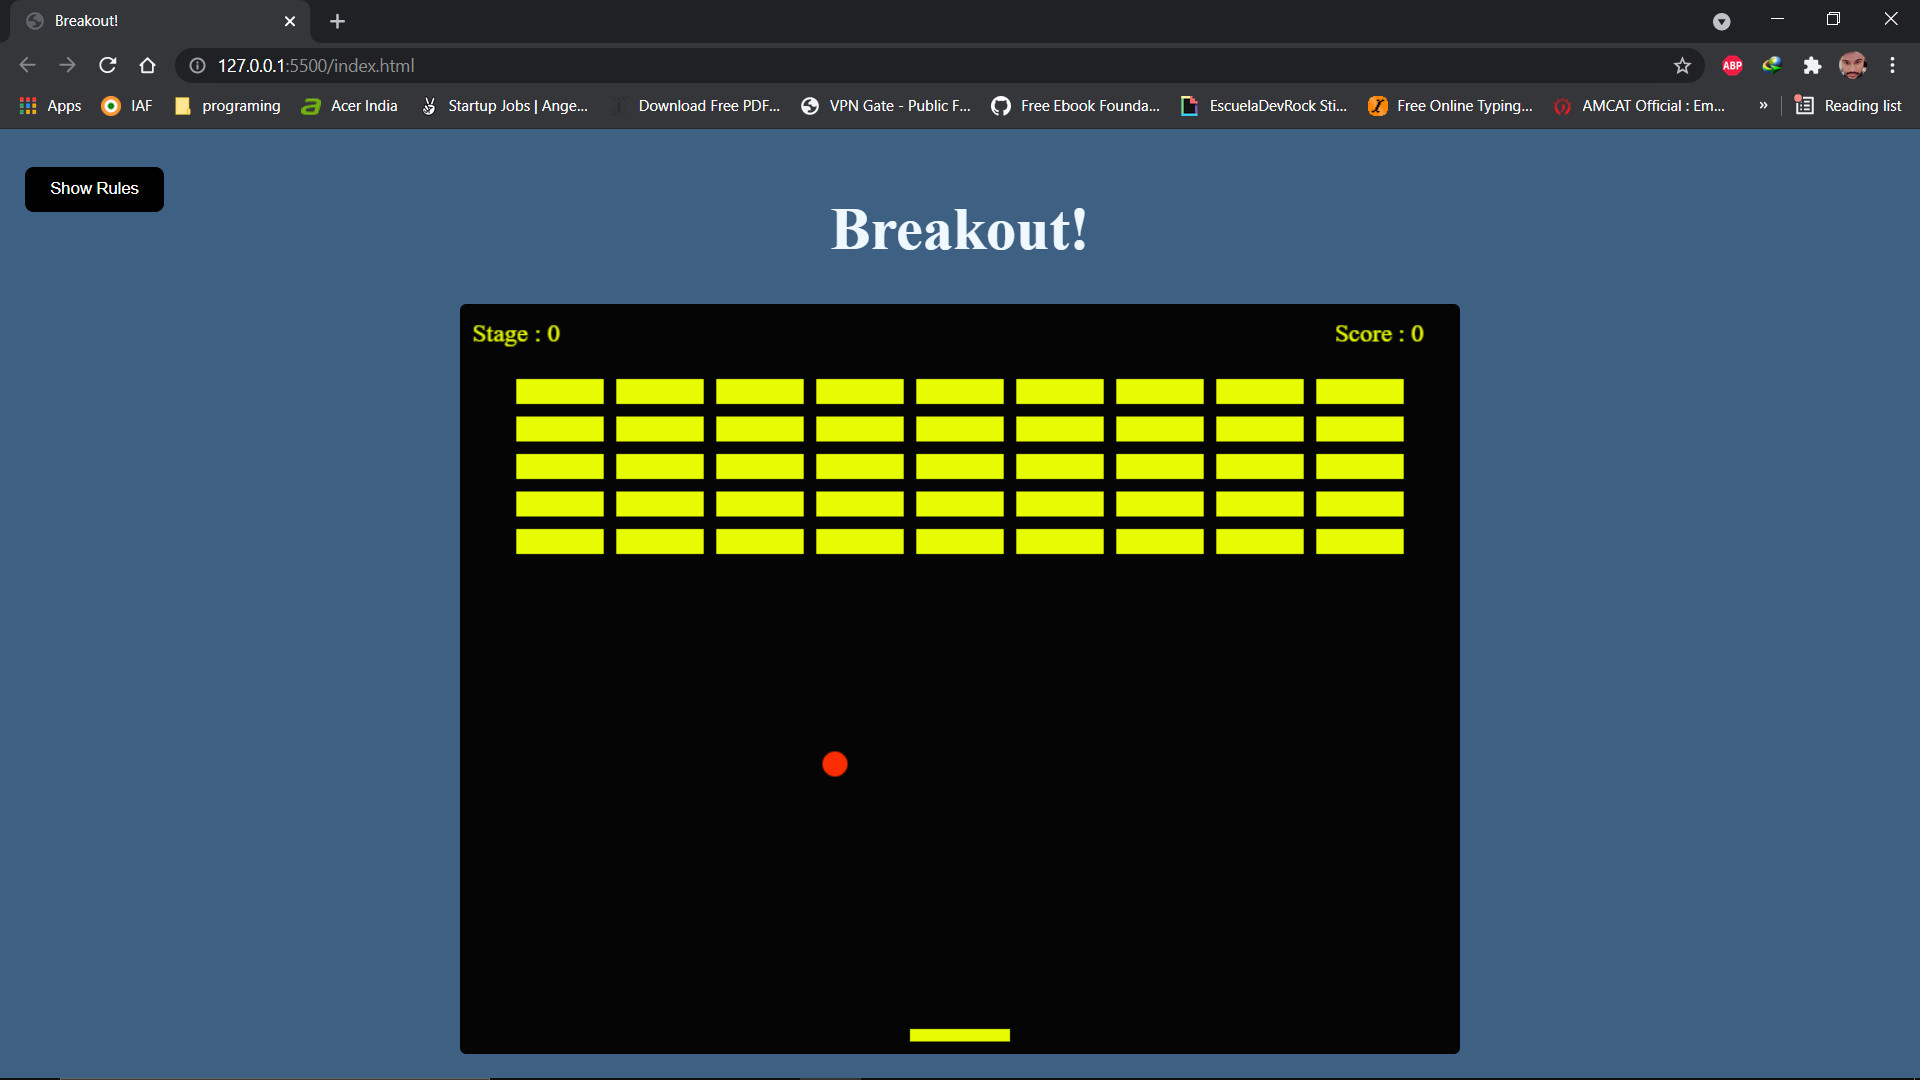 Breakout!
127.0.0.1:5500/index.html
ABP
Apps IAF programing Acer India Startup Jobs | Ange... Download Free PDF... VPN Gate - Public F... Free Ebook Founda... EscuelaDevRock Sti... Free Online Typing... AMCAT Official : Em... » Reading list
Show Rules
Breakout!
Stage : 0 Score : 0